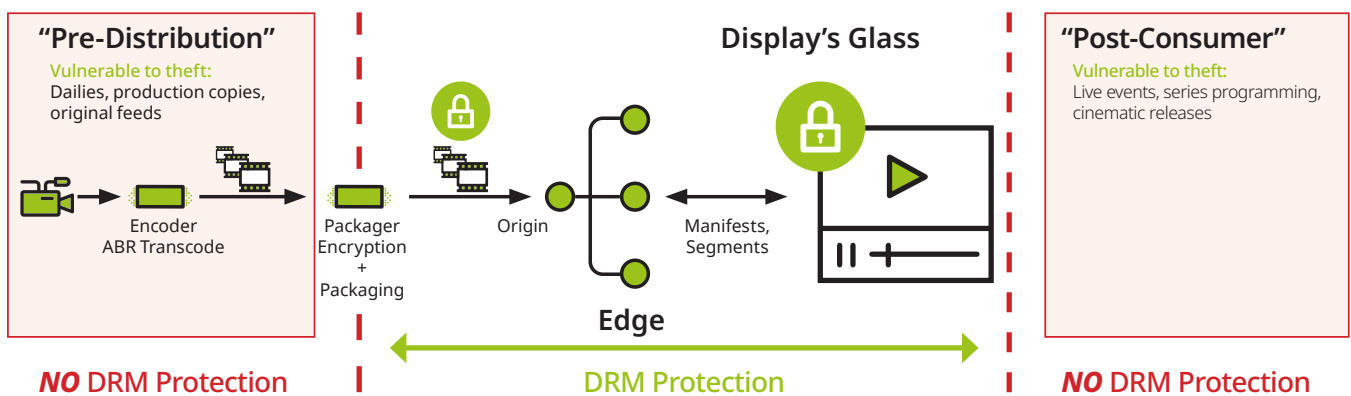 “Pre-Distribution”
Vulnerable to theft:
Dailies, production copies,
original feeds
Encoder
ABR Transcode
Packager
Encryption
+
Packaging
Origin
Edge
Manifests,
Segments
Display’s Glass
“Post-Consumer”
Vulnerable to theft:
Live events, series programming,
cinematic releases
NO DRM Protection
DRM Protection
NO DRM Protection